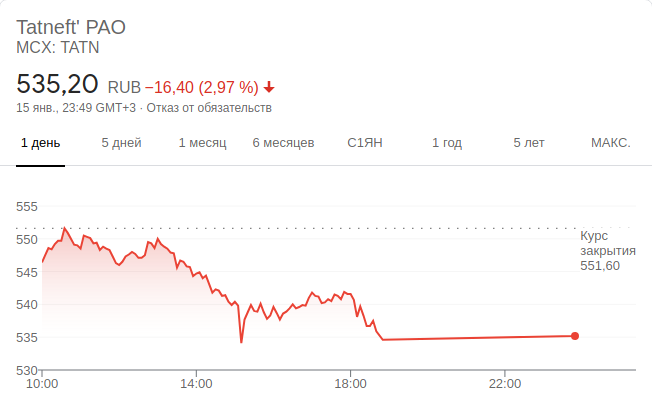 Tatneft' PAO
MCX: TATN
535,20 RUB −16,40 (2,97 %)
15 янв., 23:49 GMT+3 · Отказ от обязательств
1 день 5 дней 1 месяц 6 месяцев С1ЯН 1 год 5 лет МАКС.
555
550
545
540
535
530
Курс
закрытия
551,60
10:00 14:00 18:00 22:00